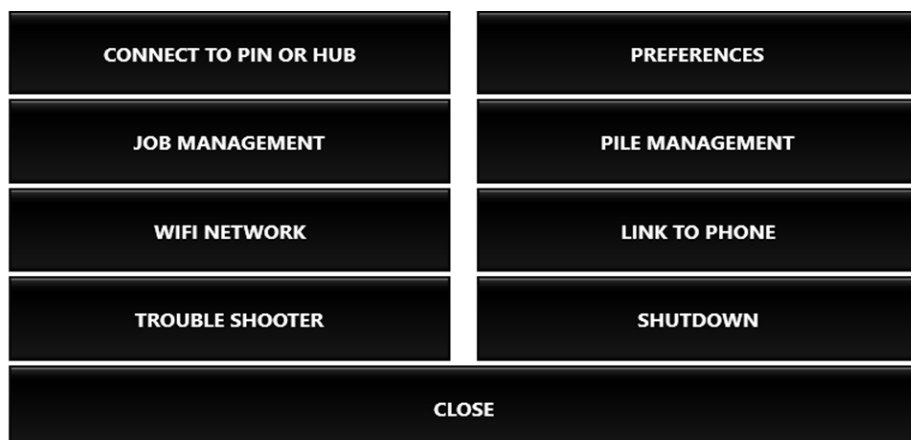 CONNECT TO PIN OR HUB
PREFERENCES
JOB MANAGEMENT
PILE MANAGEMENT
WIFI NETWORK
LINK TO PHONE
TROUBLE SHOOTER
SHUTDOWN
CLOSE